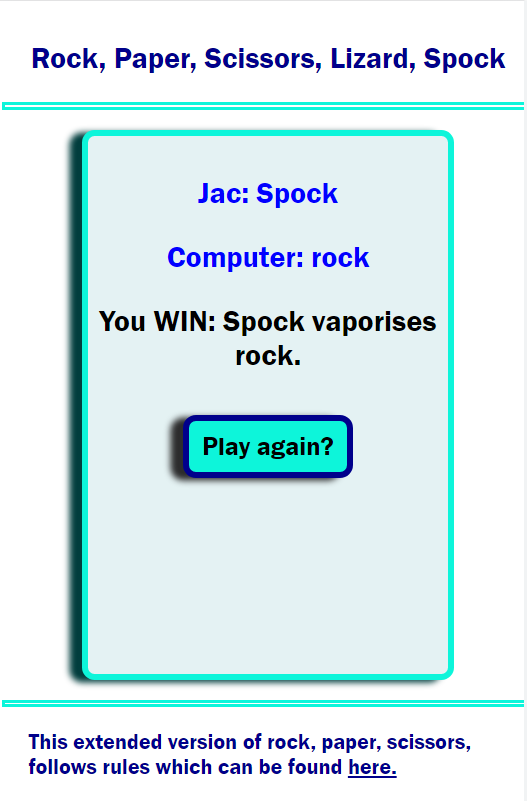 Rock, Paper, Scissors, Lizard, Spock
Jac: Spock
Computer: rock
You WIN: Spock vaporises
rock.
Play again?
This extended version of rock, paper, scissors,
follows rules which can be found here.